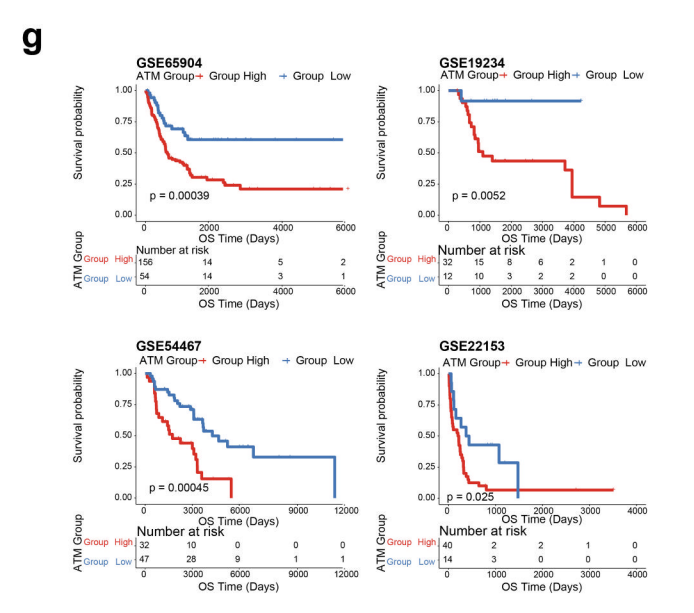 g
GSE65904
ATM Group Group High Group Low
Survival probability
1.00
0.75
0.50
0.25
0.00
p = 0.00039
0 2000 4000 6000
OS Time (Days)
ATM Group
Number at risk
Group High 156 14 5 2
Group Low 54 14 3 1
0 2000 4000 6000
OS Time (Days)
GSE19234
ATM Group Group High Group Low
Survival probability
1.00
0.75
0.50
0.25
0.00
p = 0.0052
0 1000 2000 3000 4000 5000 6000
OS Time (Days)
ATM Group
Number at risk
Group High 32 15 8 6 2 1 0
Group Low 12 10 3 2 2 0 0
0 1000 2000 3000 4000 5000 6000
OS Time (Days)
GSE54467
ATM Group Group High Group Low
Survival probability
1.00
0.75
0.50
0.25
0.00
p = 0.00045
0 3000 6000 9000 12000
OS Time (Days)
ATM Group
Number at risk
Group High 32 10 0 0 0
Group Low 47 28 9 1 1
0 3000 6000 9000 12000
OS Time (Days)
GSE22153
ATM Group Group High Group Low
Survival probability
1.00
0.75
0.50
0.25
0.00
p = 0.025
0 1000 2000 3000 4000
OS Time (Days)
ATM Group
Number at risk
Group High 40 2 2 1 0
Group Low 14 3 0 0 0
0 1000 2000 3000 4000
OS Time (Days)